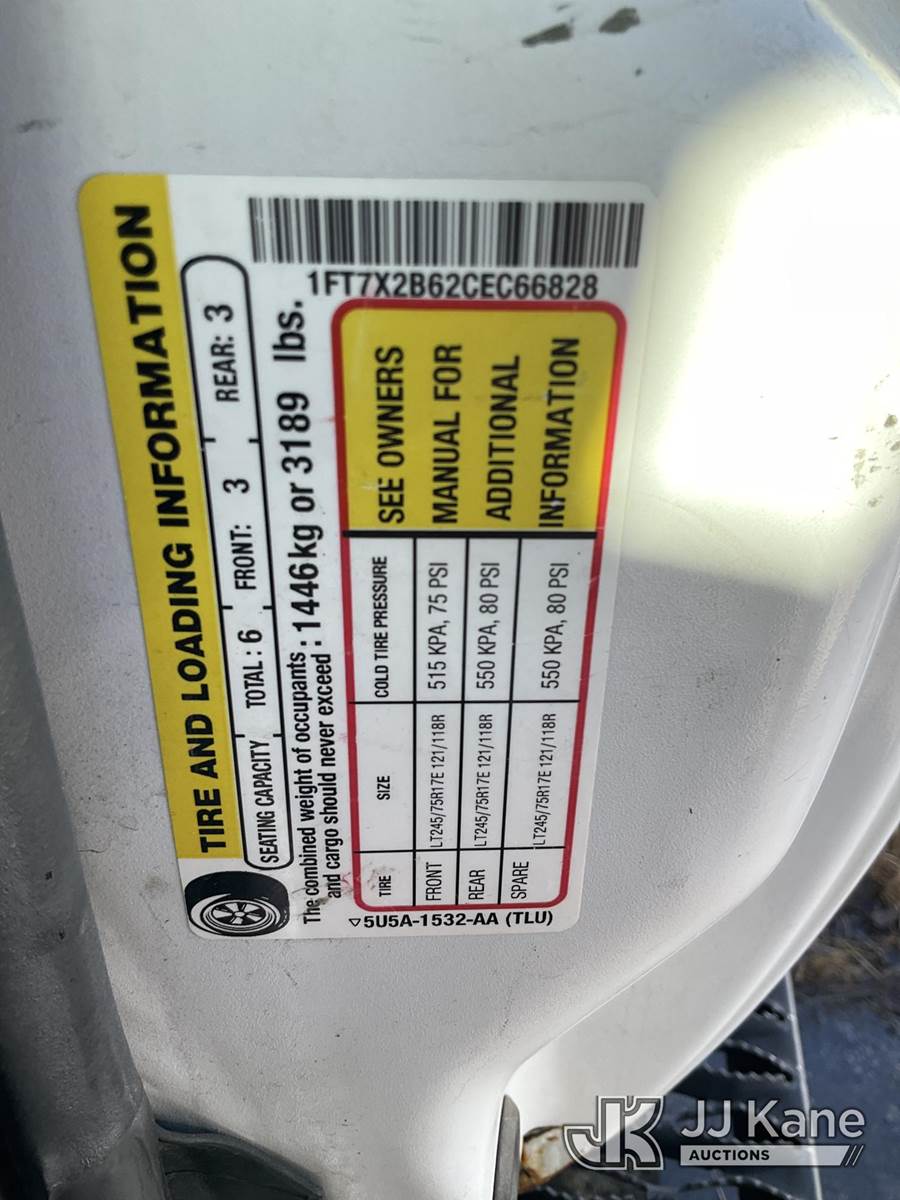 TIRE AND LOADING INFORMATION
SEATING CAPACITY TOTAL : 6 FRONT: 3 REAR: 3
The combined weight of occupants
and cargo should never exceed : 1446kg or 3189 lbs.
TIRE SIZE COLD TIRE PRESSURE
FRONT LT245/75R17E 121/118R 515 KPA, 75 PSI
REAR LT245/75R17E 121/118R 550 KPA, 80 PSI
SPARE LT245/75R17E 121/118R 550 KPA, 80 PSI
SEE OWNERS
MANUAL FOR
ADDITIONAL
INFORMATION
1FT7X2B62CEC66828
5U5A-1532-AA (TLU)
JK JJ Kane
AUCTIONS